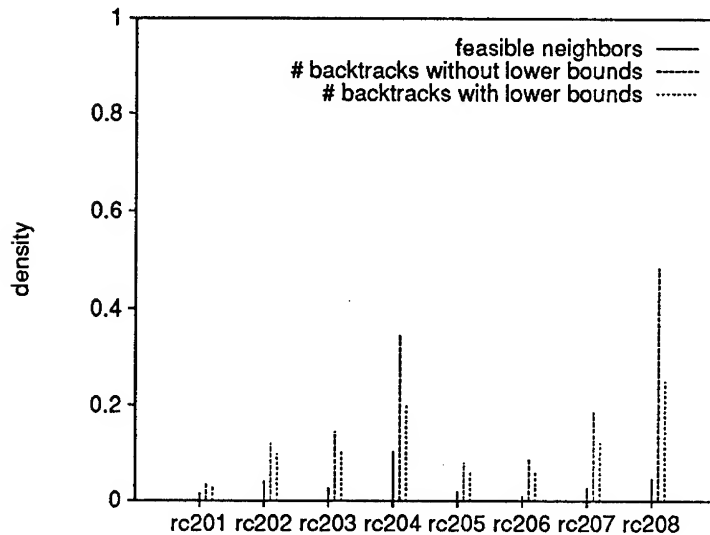 1
feasible neighbors
# backtracks without lower bounds
# backtracks with lower bounds
0.8
0.6
density
0.4
0.2
0
rc201 rc202 rc203 rc204 rc205 rc206 rc207 rc208